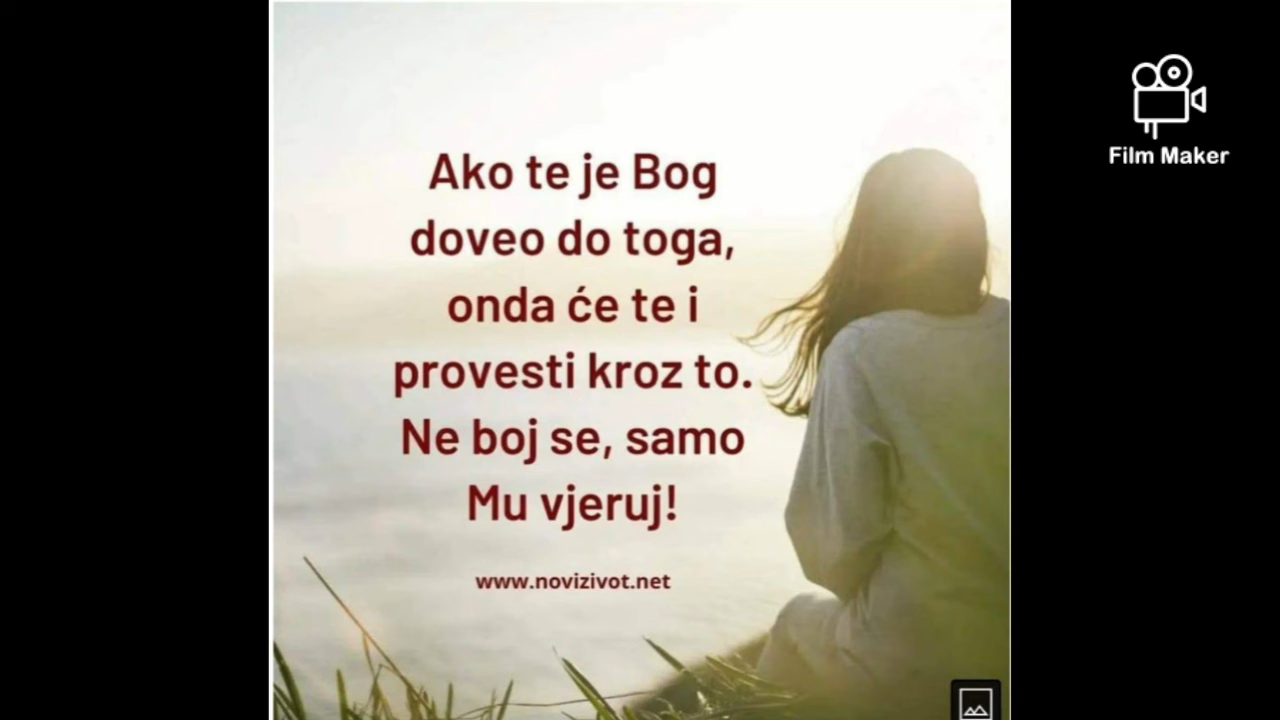 Ako te je Bog
doveo do toga,
onda će te i
provesti kroz to.
Ne boj se, samo
Mu vjeruj!
www.novizivot.net
Film Maker